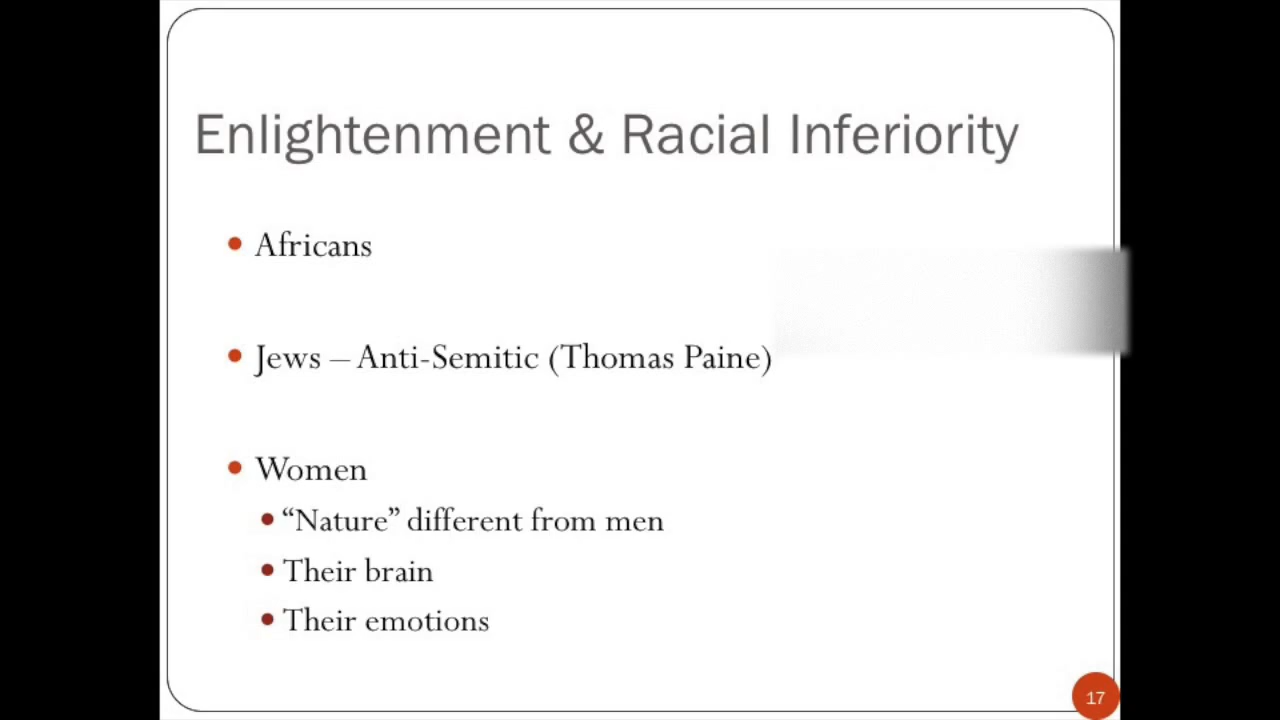 Enlightenment & Racial Inferiority
• Africans
• Jews – Anti-Semitic (Thomas Paine)
• Women
• “Nature” different from men
• Their brain
• Their emotions
17